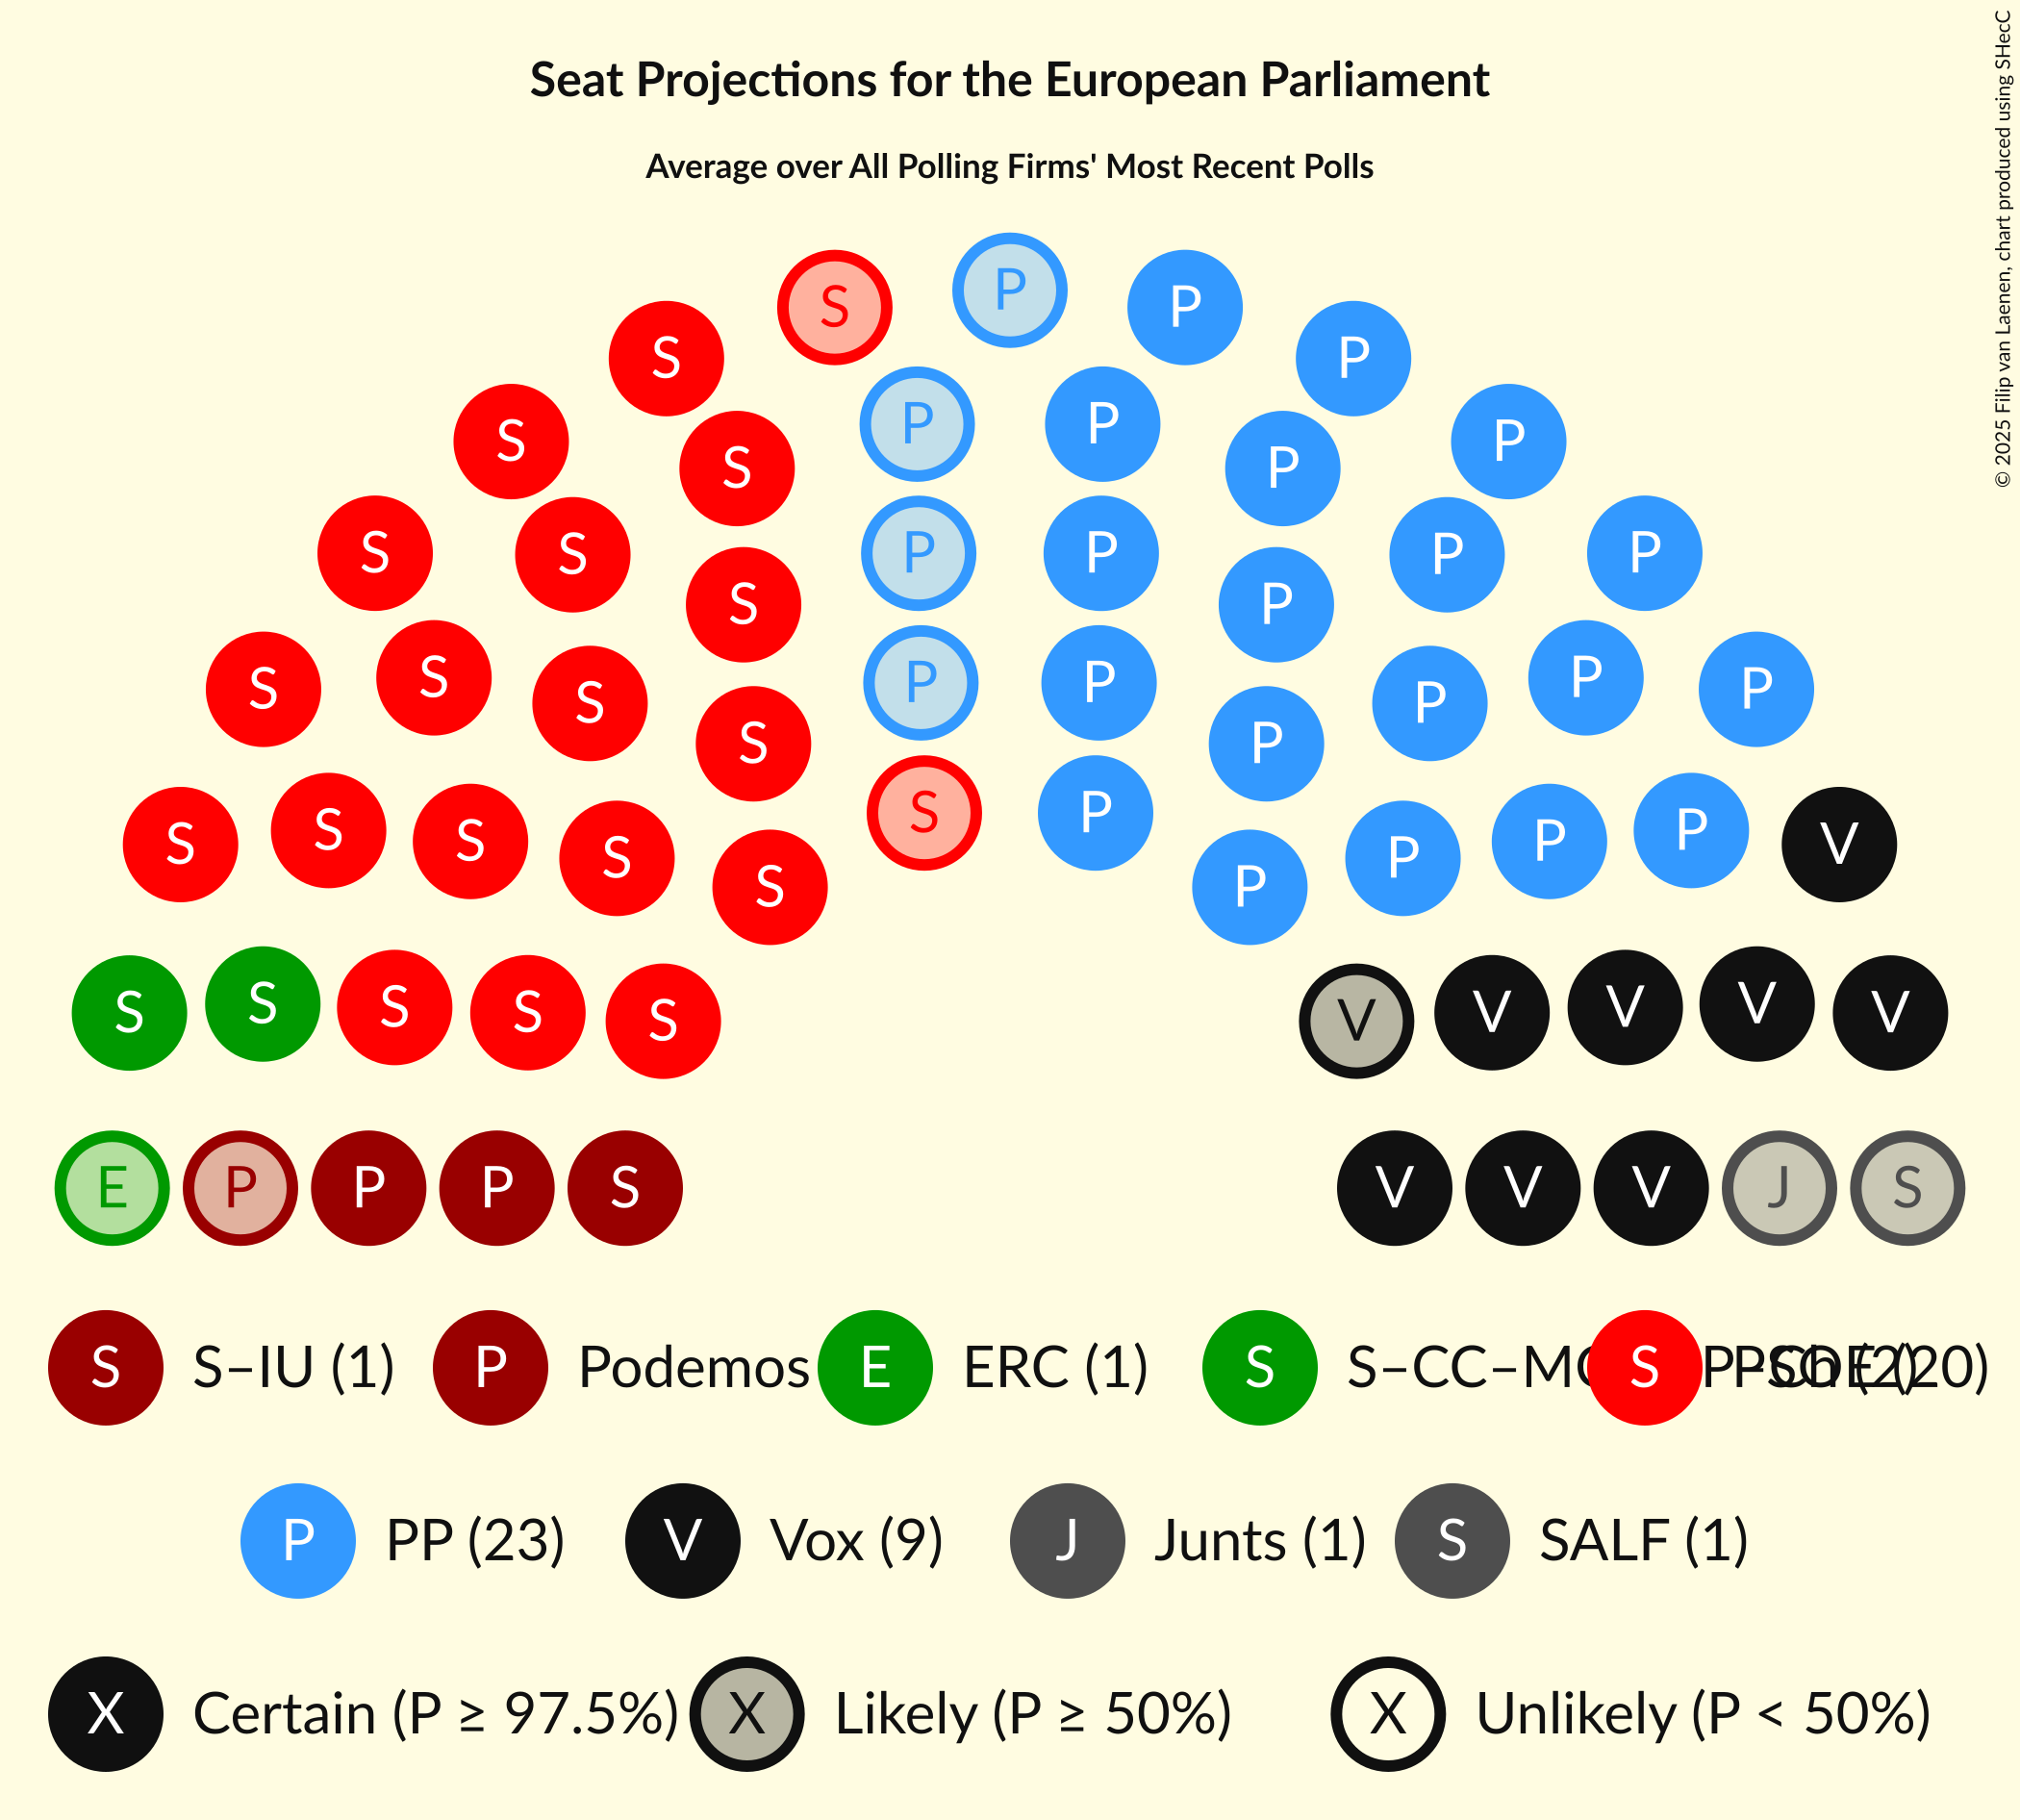 Seat Projections for the European Parliament
Average over All Polling Firms' Most Recent Polls
© 2025 Filip van Laenen, chart produced using SHecC
S P P P
S S P P P P
S S S P P P P P
S S S S P P P P P P
S S S S S S P P P P P V
S S S S S V V V V V
E P P P S V V V J S
S S–IU (1) P Podemos E ERC (1) S S–CC–M S PSOE (20)
P PP (23) V Vox (9) J Junts (1) S SALF (1)
X Certain (P ≥ 97.5%) X Likely (P ≥ 50%) X Unlikely (P < 50%)